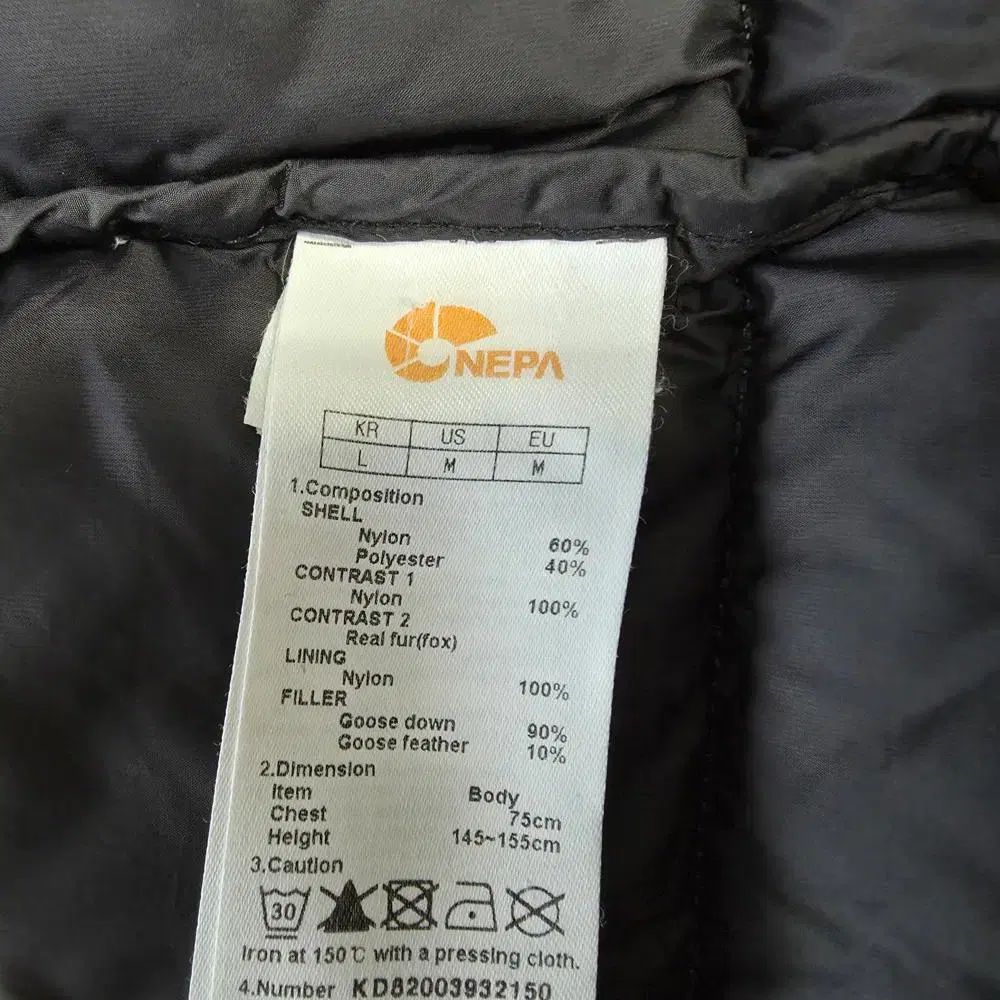 NEPA
KR US EU
L M M
1.Composition
SHELL
Nylon 60%
Polyester 40%
CONTRAST 1
Nylon 100%
CONTRAST 2
Real fur(fox)
LINING
Nylon 100%
FILLER
Goose down 90%
Goose feather 10%
2.Dimension
Item Body
Chest 75cm
Height 145~155cm
3.Caution
30
Iron at 150℃ with a pressing cloth.
4.Number KD82003932150